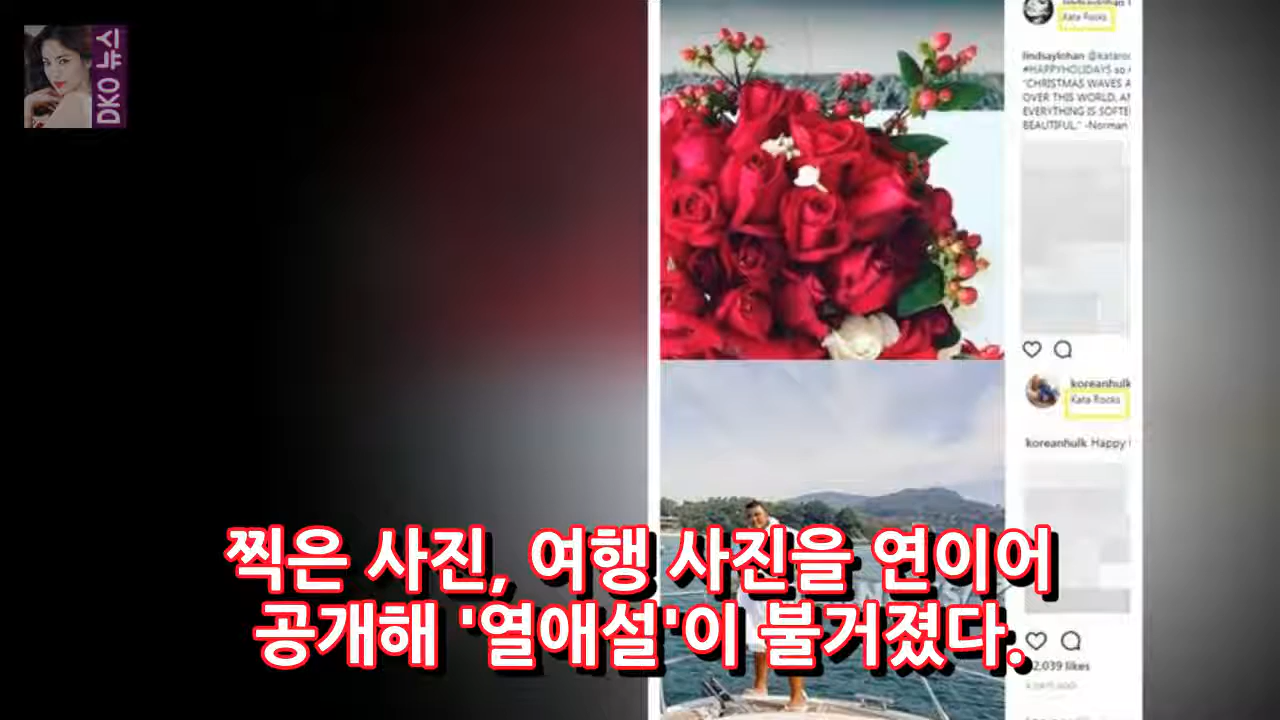 DKO 뉴스
Kata Rocks
lindsaylohan @kataroc
#HAPPYHOLIDAYS so
"CHRISTMAS WAVES A
OVER THIS WORLD, AN
EVERYTHING IS SOFTE
BEAUTIFUL." -Norman
koreanhulk
Kata Rocks
koreanhulk Happy
2,039 likes
찍은 사진, 여행 사진을 연이어
공개해 '열애설'이 불거졌다.